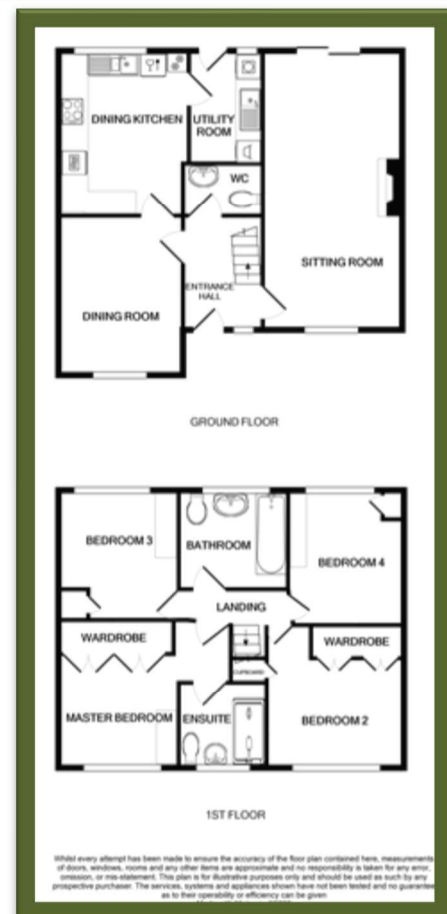 DINING KITCHEN
UTILITY
ROOM
WC
SITTING ROOM
ENTRANCE
HALL
DINING ROOM
GROUND FLOOR
BEDROOM 3
BATHROOM
BEDROOM 4
LANDING
WARDROBE
WARDROBE
CUPBOARD
MASTER BEDROOM
ENSUITE
BEDROOM 2
1ST FLOOR
Whilst every attempt has been made to ensure the accuracy of the floor plan contained here, measurements
of doors, windows, rooms and any other items are approximate and no responsibility is taken for any error,
omission, or mis-statement. This plan is for illustrative purposes only and should be used as such by any
prospective purchaser. The services, systems and appliances shown have not been tested and no guarantee
as to their operability or efficiency can be given